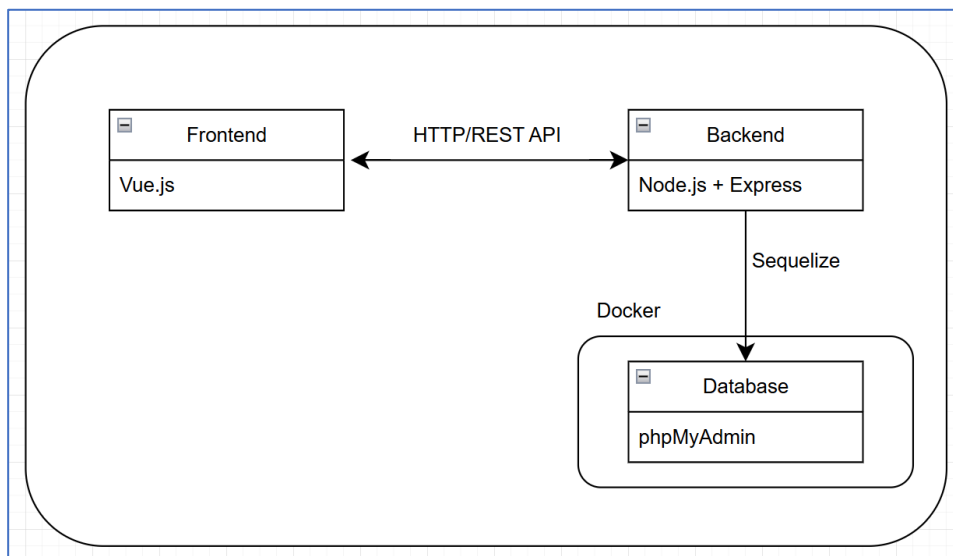 Frontend
Vue.js
HTTP/REST API
Backend
Node.js + Express
Sequelize
Docker
Database
phpMyAdmin